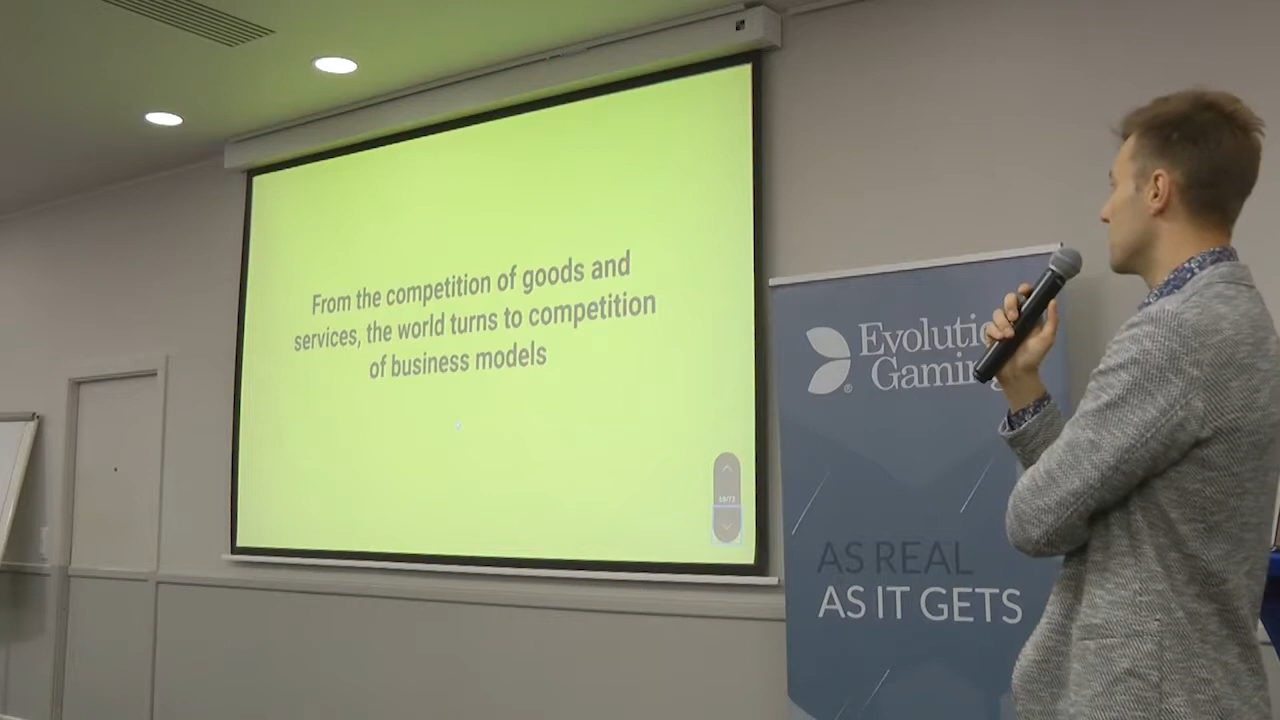 From the competition of goods and
services, the world turns to competition
of business models
Gaming
®
AS REAL
AS IT GETS